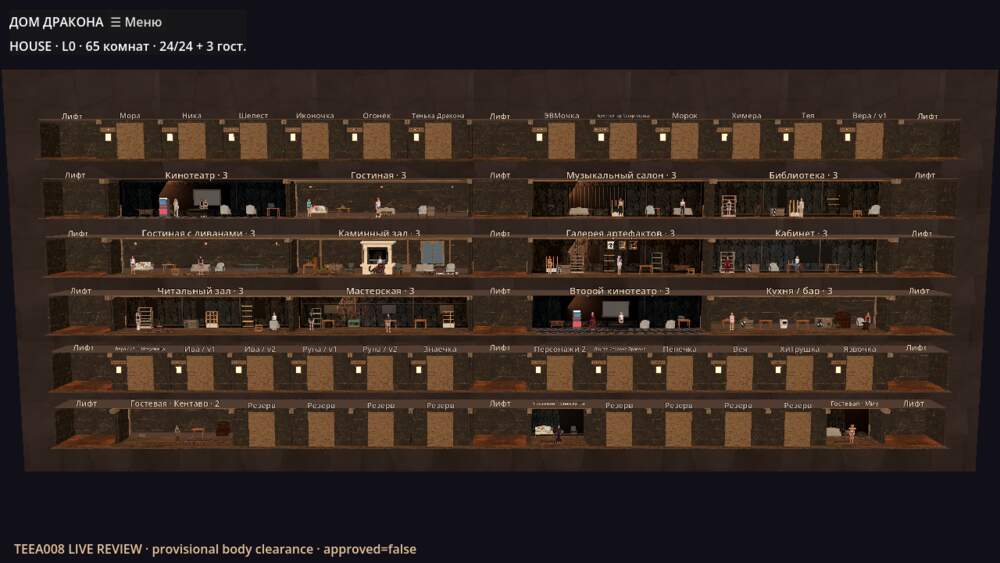 ДОМ ДРАКОНА ☰ Меню
HOUSE · L0 · 65 комнат · 24/24 + 3 гост.
Лифт Мора Ника Шелест Иконочка Огонёк Тенька Дракона Лифт ЭВМочка Морок Химера Тея Вера / v1 Лифт
Лифт Кинотеатр · 3 Гостиная · 3 Лифт Музыкальный салон · 3 Библиотека · 3 Лифт
Лифт Гостиная с диванами · 3 Каминный зал · 3 Лифт Галерея артефактов · 3 Кабинет · 3 Лифт
Лифт Читальный зал · 3 Мастерская · 3 Лифт Второй кинотеатр · 3 Кухня / бар · 3 Лифт
Лифт Ива / v1 Ива / v2 Руна / v1 Руна / v2 Знаечка Лифт Персонажи 2 Пепечка Вея Хитрушка Язвочка Лифт
Лифт Гостевая · Кентавр · 2 Резерв Резерв Резерв Резерв Лифт Резерв Резерв Резерв Резерв Гостевая · Лифт
TEEA008 LIVE REVIEW · provisional body clearance · approved=false